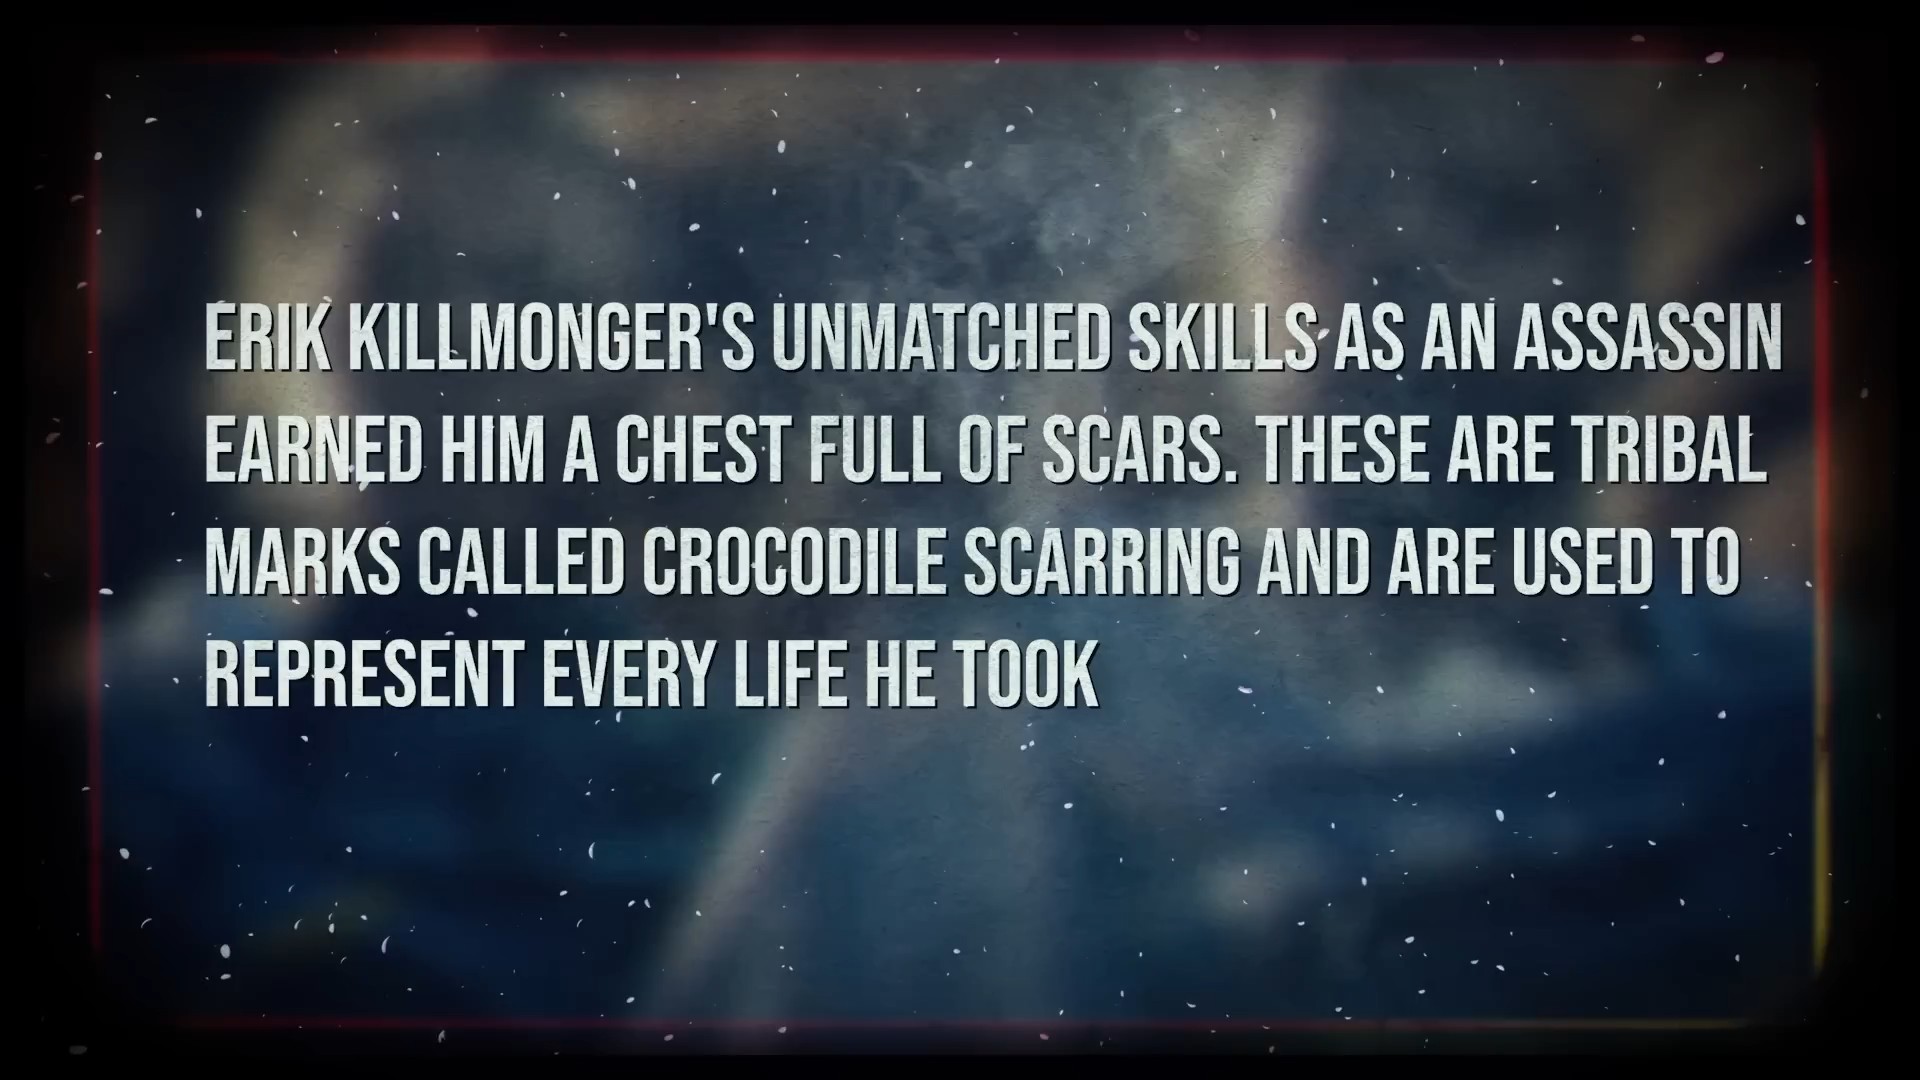 ERIK KILLMONGER'S UNMATCHED SKILLS AS AN ASSASSIN
EARNED HIM A CHEST FULL OF SCARS. THESE ARE TRIBAL
MARKS CALLED CROCODILE SCARRING AND ARE USED TO
REPRESENT EVERY LIFE HE TOOK